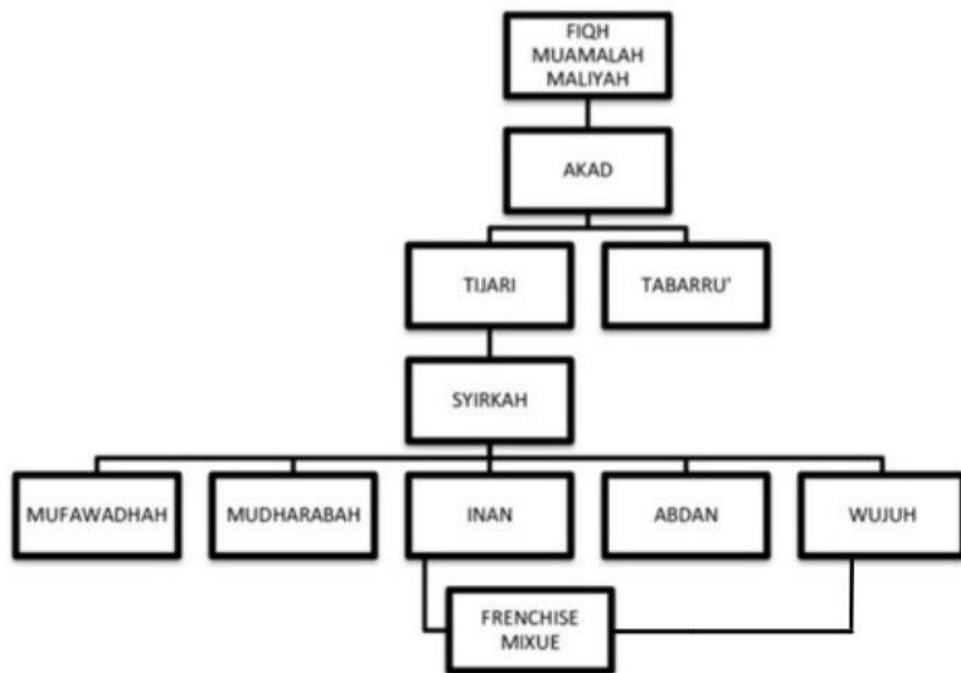 FIQH
MUAMALAH
MALIYAH
AKAD
TIJARI
TABARRU'
SYIRKAH
MUFAWADHAH
MUDHARABAH
INAN
ABDAN
WUJUH
FRENCHISE
MIXUE